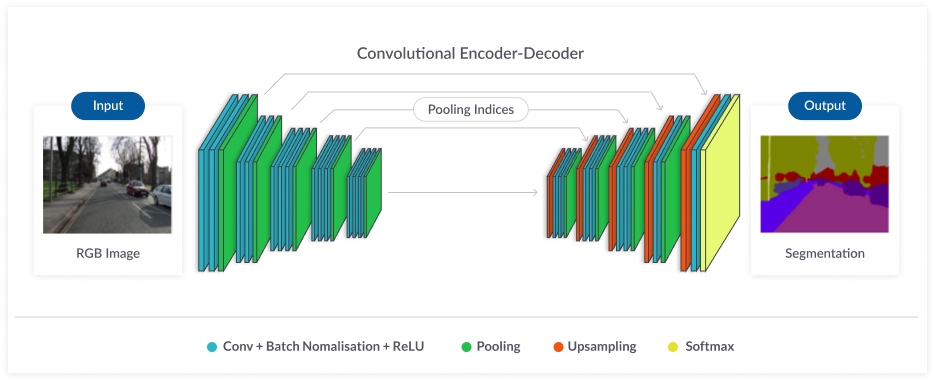 Convolutional Encoder-Decoder
Input
Pooling Indices
Output
RGB Image
Segmentation
Conv + Batch Nomalisation + ReLU
Pooling
Upsampling
Softmax